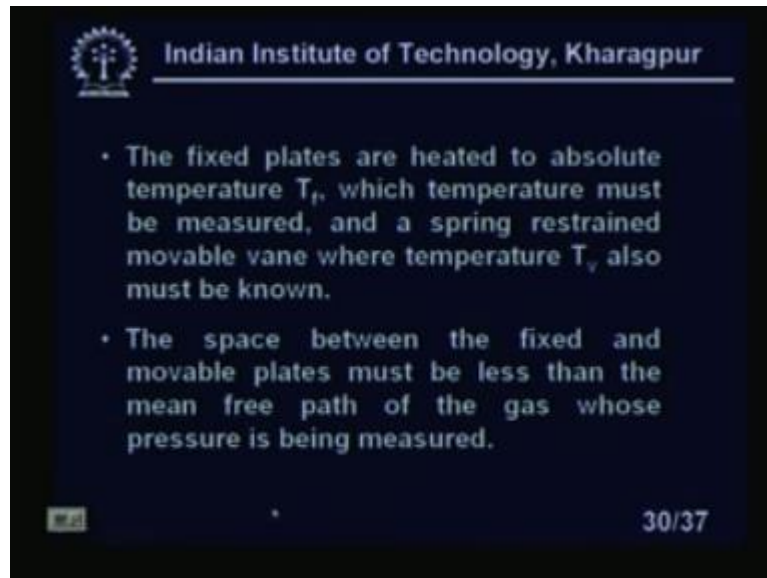 Indian Institute of Technology, Kharagpur
• The fixed plates are heated to absolute
temperature Tf, which temperature must
be measured, and a spring restrained
movable vane where temperature Tv also
must be known.
• The space between the fixed and
movable plates must be less than the
mean free path of the gas whose
pressure is being measured.
30/37